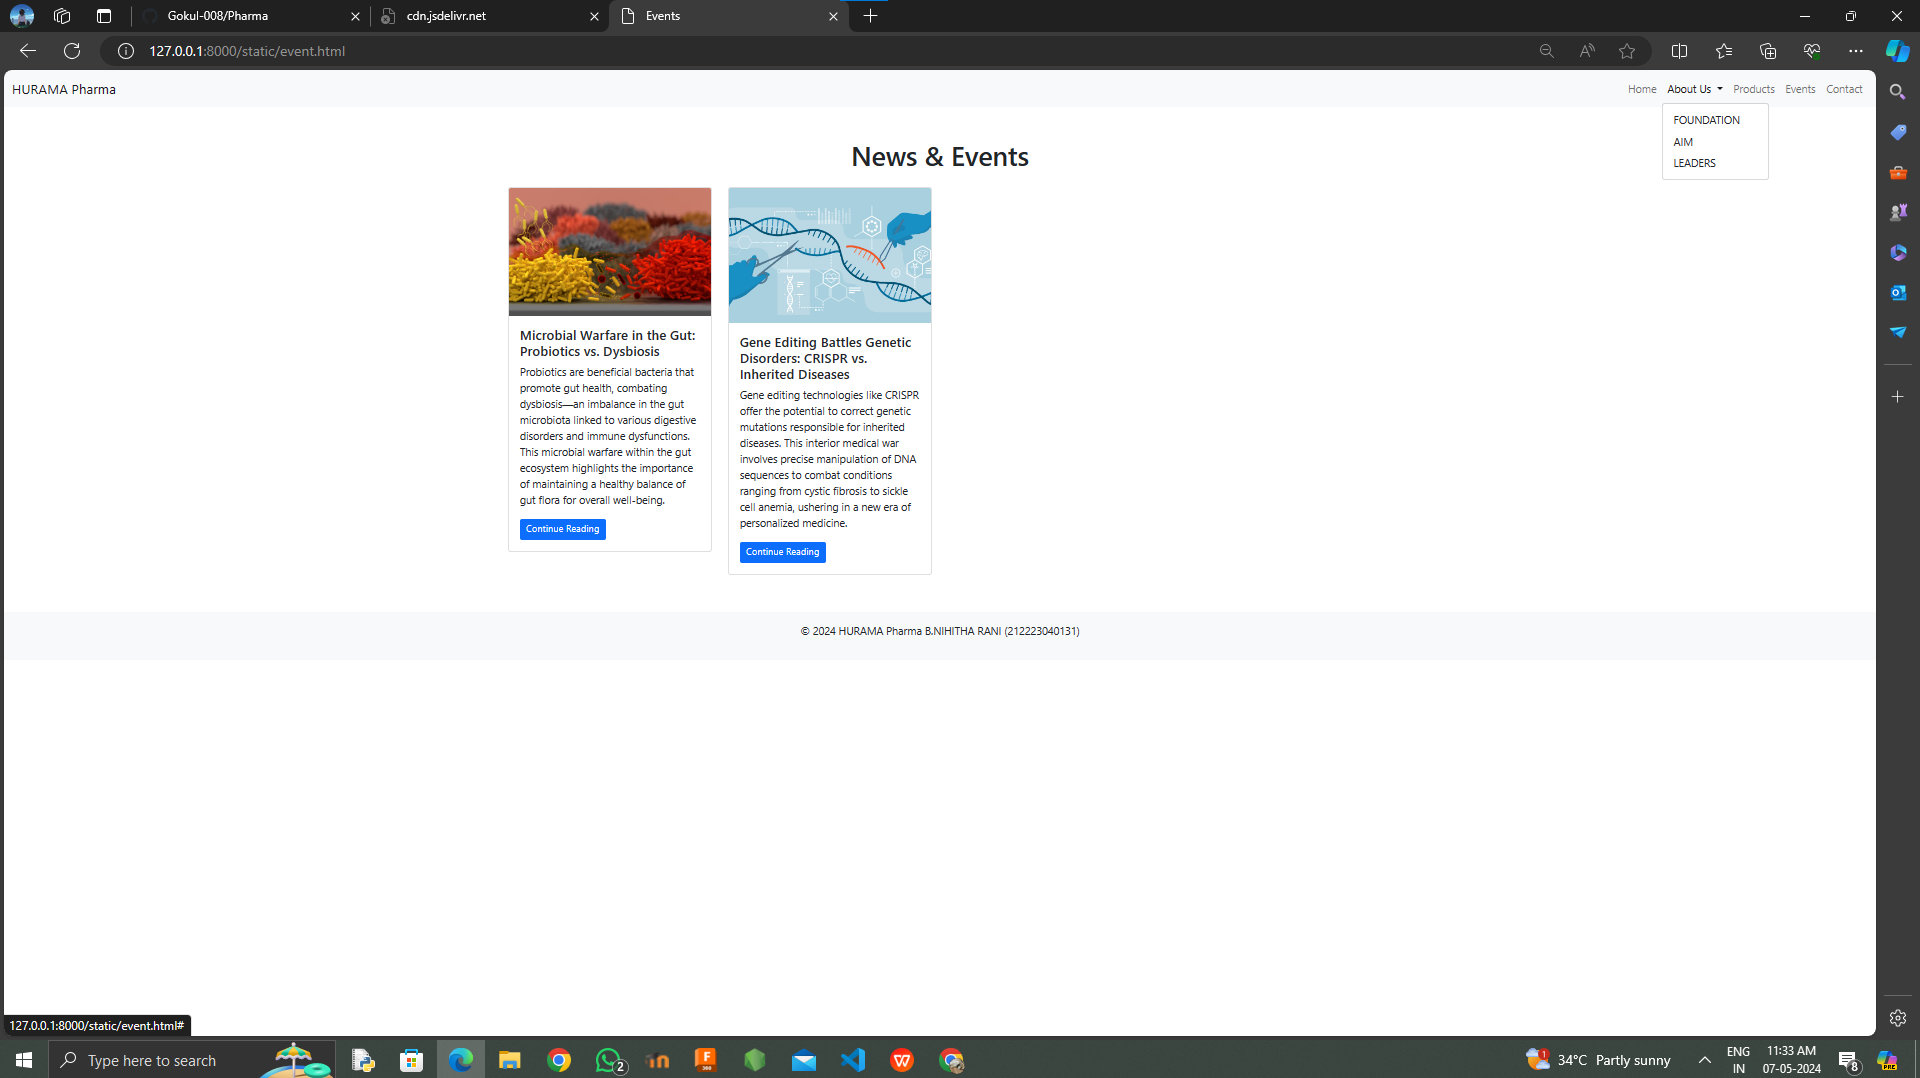 Gokul-008/Pharma
cdn.jsdelivr.net
Events
127.0.0.1:8000/static/event.html
HURAMA Pharma
Home About Us Products Events Contact
FOUNDATION
AIM
LEADERS
News & Events
Microbial Warfare in the Gut:
Probiotics vs. Dysbiosis
Probiotics are beneficial bacteria that
promote gut health, combating
dysbiosis—an imbalance in the gut
microbiota linked to various digestive
disorders and immune dysfunctions.
This microbial warfare within the gut
ecosystem highlights the importance
of maintaining a healthy balance of
gut flora for overall well-being.
Continue Reading
Gene Editing Battles Genetic
Disorders: CRISPR vs.
Inherited Diseases
Gene editing technologies like CRISPR
offer the potential to correct genetic
mutations responsible for inherited
diseases. This interior medical war
involves precise manipulation of DNA
sequences to combat conditions
ranging from cystic fibrosis to sickle
cell anemia, ushering in a new era of
personalized medicine.
Continue Reading
© 2024 HURAMA Pharma B.NIHITHA RANI (212223040131)
127.0.0.1:8000/static/event.html#
Type here to search
2
1
34°C Partly sunny
ENG
IN
11:33 AM
07-05-2024
8